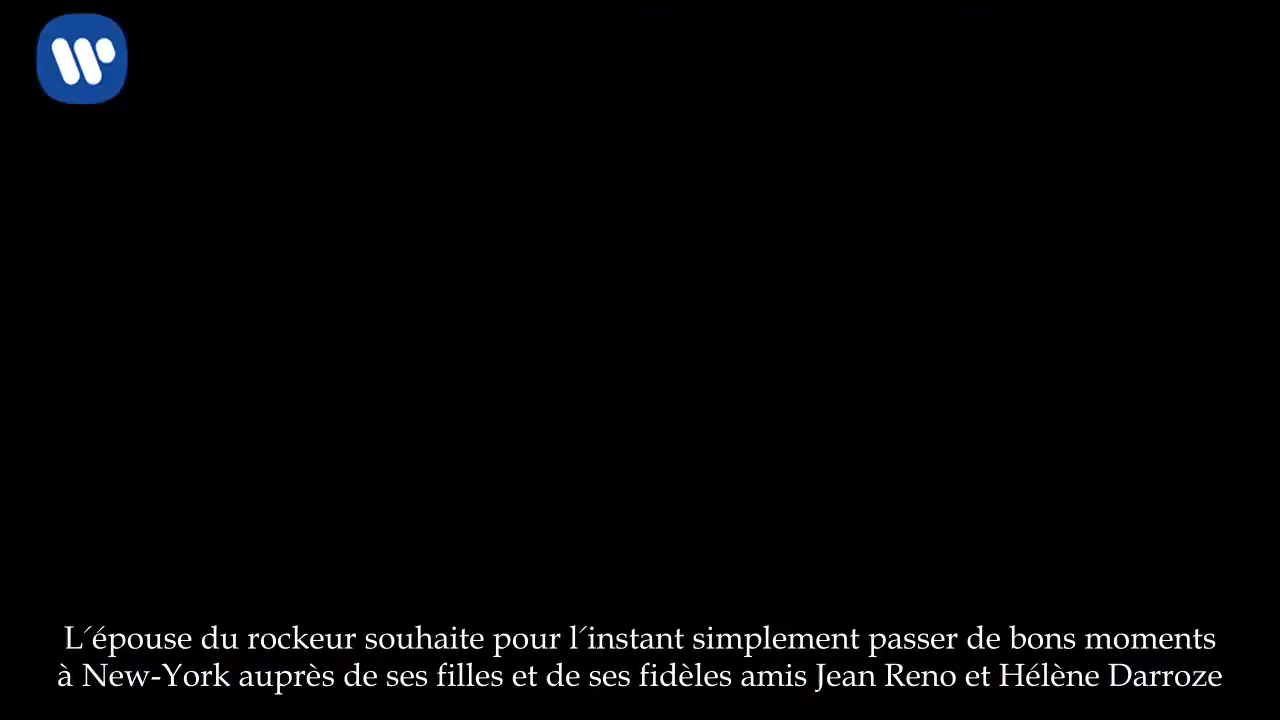 L´épouse du rockeur souhaite pour l´instant simplement passer de bons moments
à New-York auprès de ses filles et de ses fidèles amis Jean Reno et Hélène Darroze